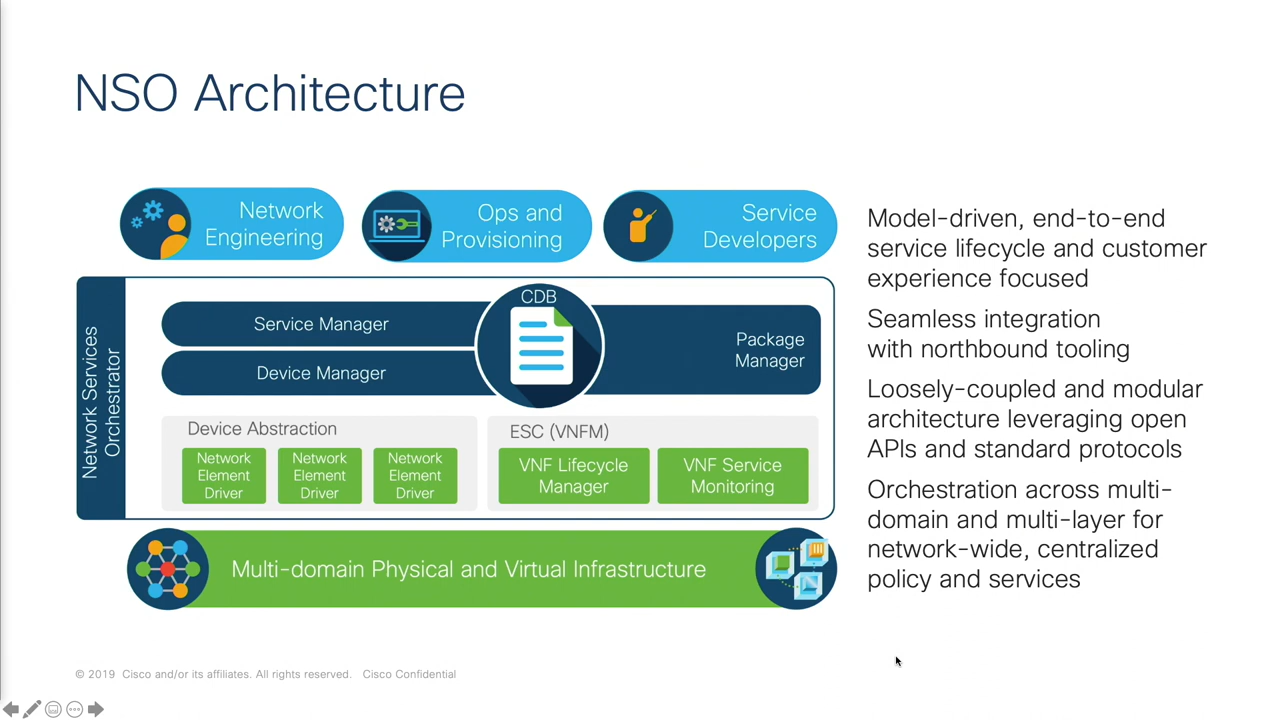 NSO Architecture
Network
Engineering
Ops and
Provisioning
Service
Developers
Network Services
Orchestrator
Service Manager
Device Manager
CDB
Package
Manager
Device Abstraction
Network
Element
Driver
Network
Element
Driver
Network
Element
Driver
ESC (VNFM)
VNF Lifecycle
Manager
VNF Service
Monitoring
Multi-domain Physical and Virtual Infrastructure
Model-driven, end-to-end
service lifecycle and customer
experience focused
Seamless integration
with northbound tooling
Loosely-coupled and modular
architecture leveraging open
APIs and standard protocols
Orchestration across multi-
domain and multi-layer for
network-wide, centralized
policy and services
© 2019 Cisco and/or its affiliates. All rights reserved. Cisco Confidential